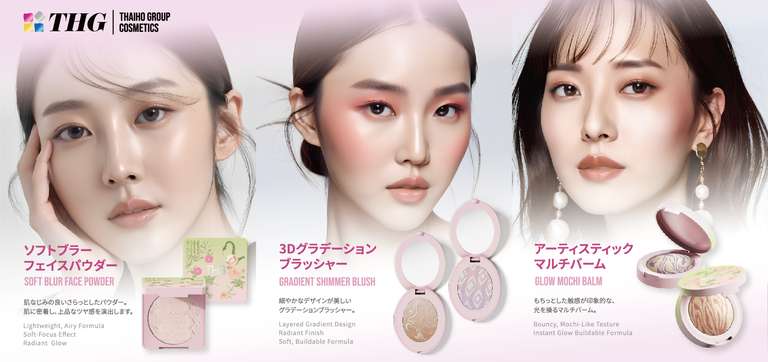 THG
THAIHO GROUP
COSMETICS
ソフトブラー
フェイスパウダー
SOFT BLUR FACE POWDER
肌なじみの良いさらっとしたパウダー。
肌に密着し、上品なツヤ感を演出します。
Lightweight, Airy Formula
Soft-Focus Effect
Radiant Glow
3Dグラデーション
ブラッシャー
GRADIENT SHIMMER BLUSH
細やかなデザインが美しい
グラデーションブラッシャー。
Layered Gradient Design
Radiant Finish
Soft, Buildable Formula
アーティスティック
マルチバーム
GLOW MOCHI BALM
もちっとした触感が印象的な、
光を操るマルチバーム。
Bouncy, Mochi-Like Texture
Instant Glow Buildable Formula